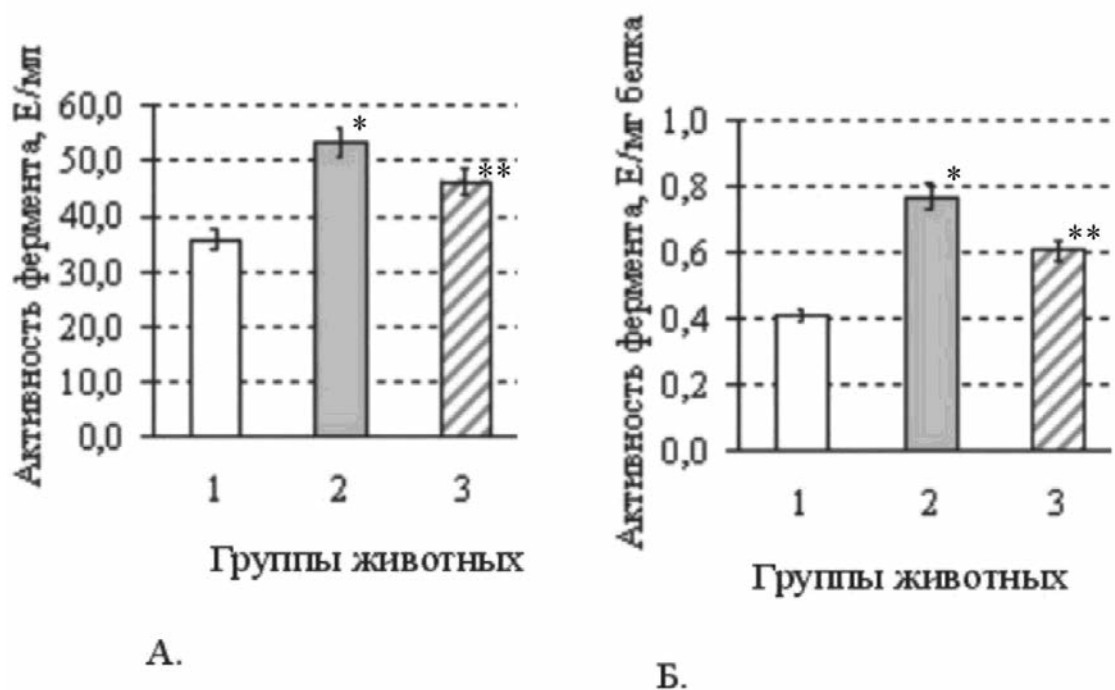 Активность фермента, Е/мл
60,0
50,0
40,0
30,0
20,0
10,0
0,0
*
**
1 2 3
Группы животных
А.
Активность фермента, Е/мг белка
1,0
0,8
0,6
0,4
0,2
0,0
*
**
1 2 3
Группы животных
Б.